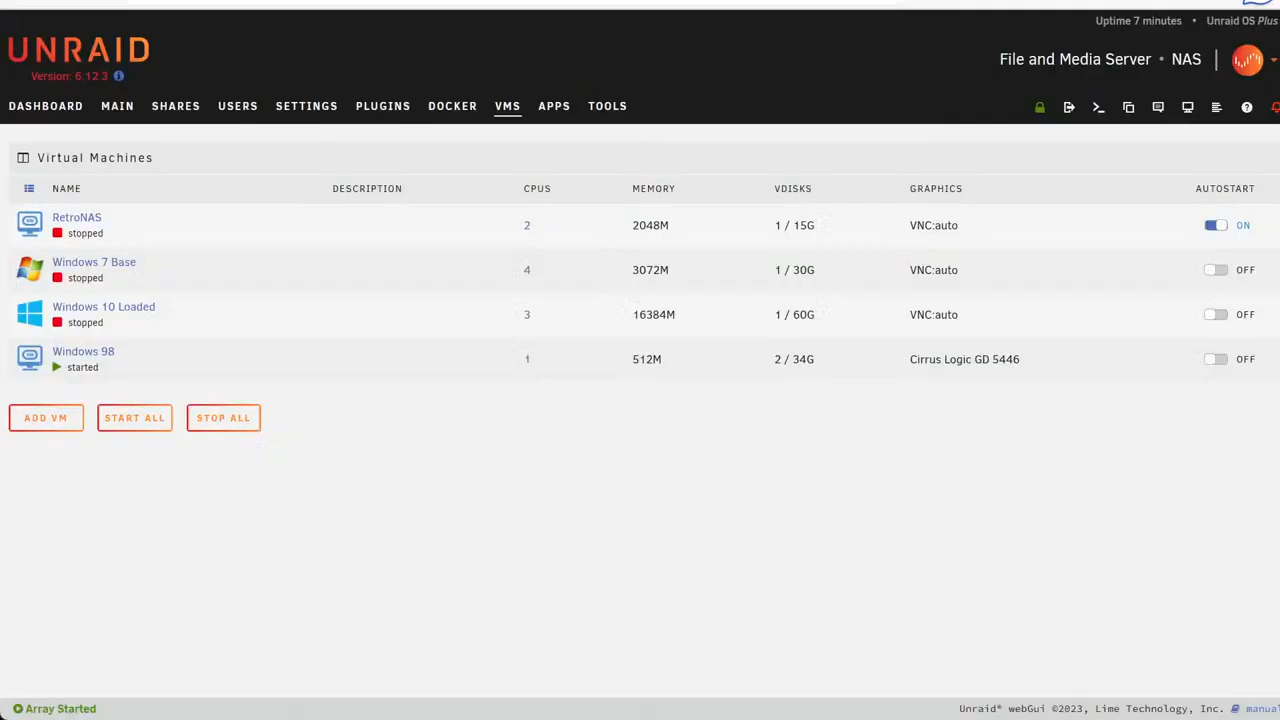 Uptime 7 minutes • Unraid OS Plus
UNRAID
Version: 6.12.3
File and Media Server • NAS
DASHBOARD MAIN SHARES USERS SETTINGS PLUGINS DOCKER VMS APPS TOOLS
Virtual Machines
NAME DESCRIPTION CPUS MEMORY VDISKS GRAPHICS AUTOSTART
RetroNAS
stopped
2 2048M 1 / 15G VNC:auto ON
Windows 7 Base
stopped
4 3072M 1 / 30G VNC:auto OFF
Windows 10 Loaded
stopped
3 16384M 1 / 60G VNC:auto OFF
Windows 98
started
1 512M 2 / 34G Cirrus Logic GD 5446 OFF
ADD VM START ALL STOP ALL
Array Started
Unraid® webGui ©2023, Lime Technology, Inc. manua